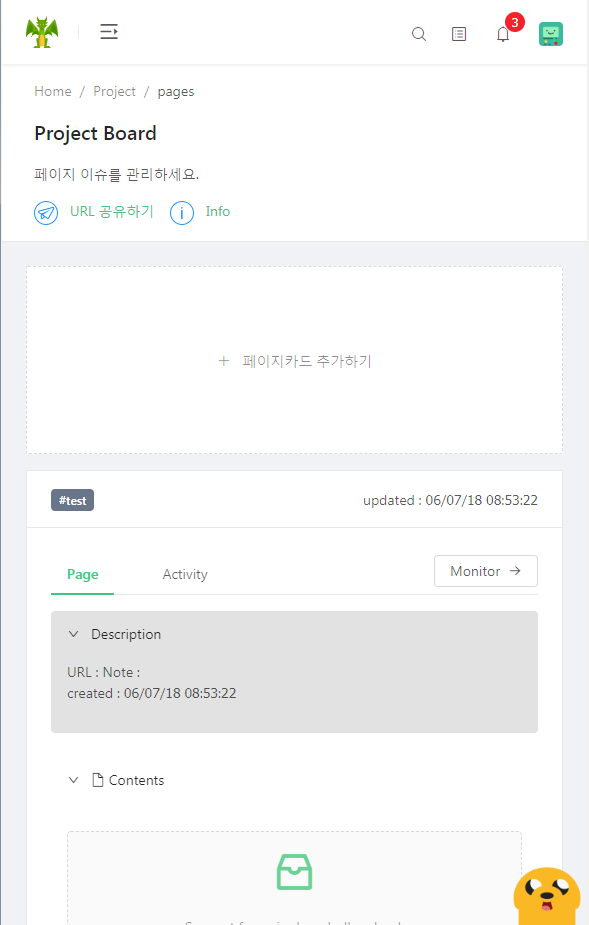 3
Home / Project / pages
Project Board
페이지 이슈를 관리하세요.
URL 공유하기 Info
+ 페이지카드 추가하기
#test updated : 06/07/18 08:53:22
Page Activity Monitor →
Description
URL : Note :
created : 06/07/18 08:53:22
Contents